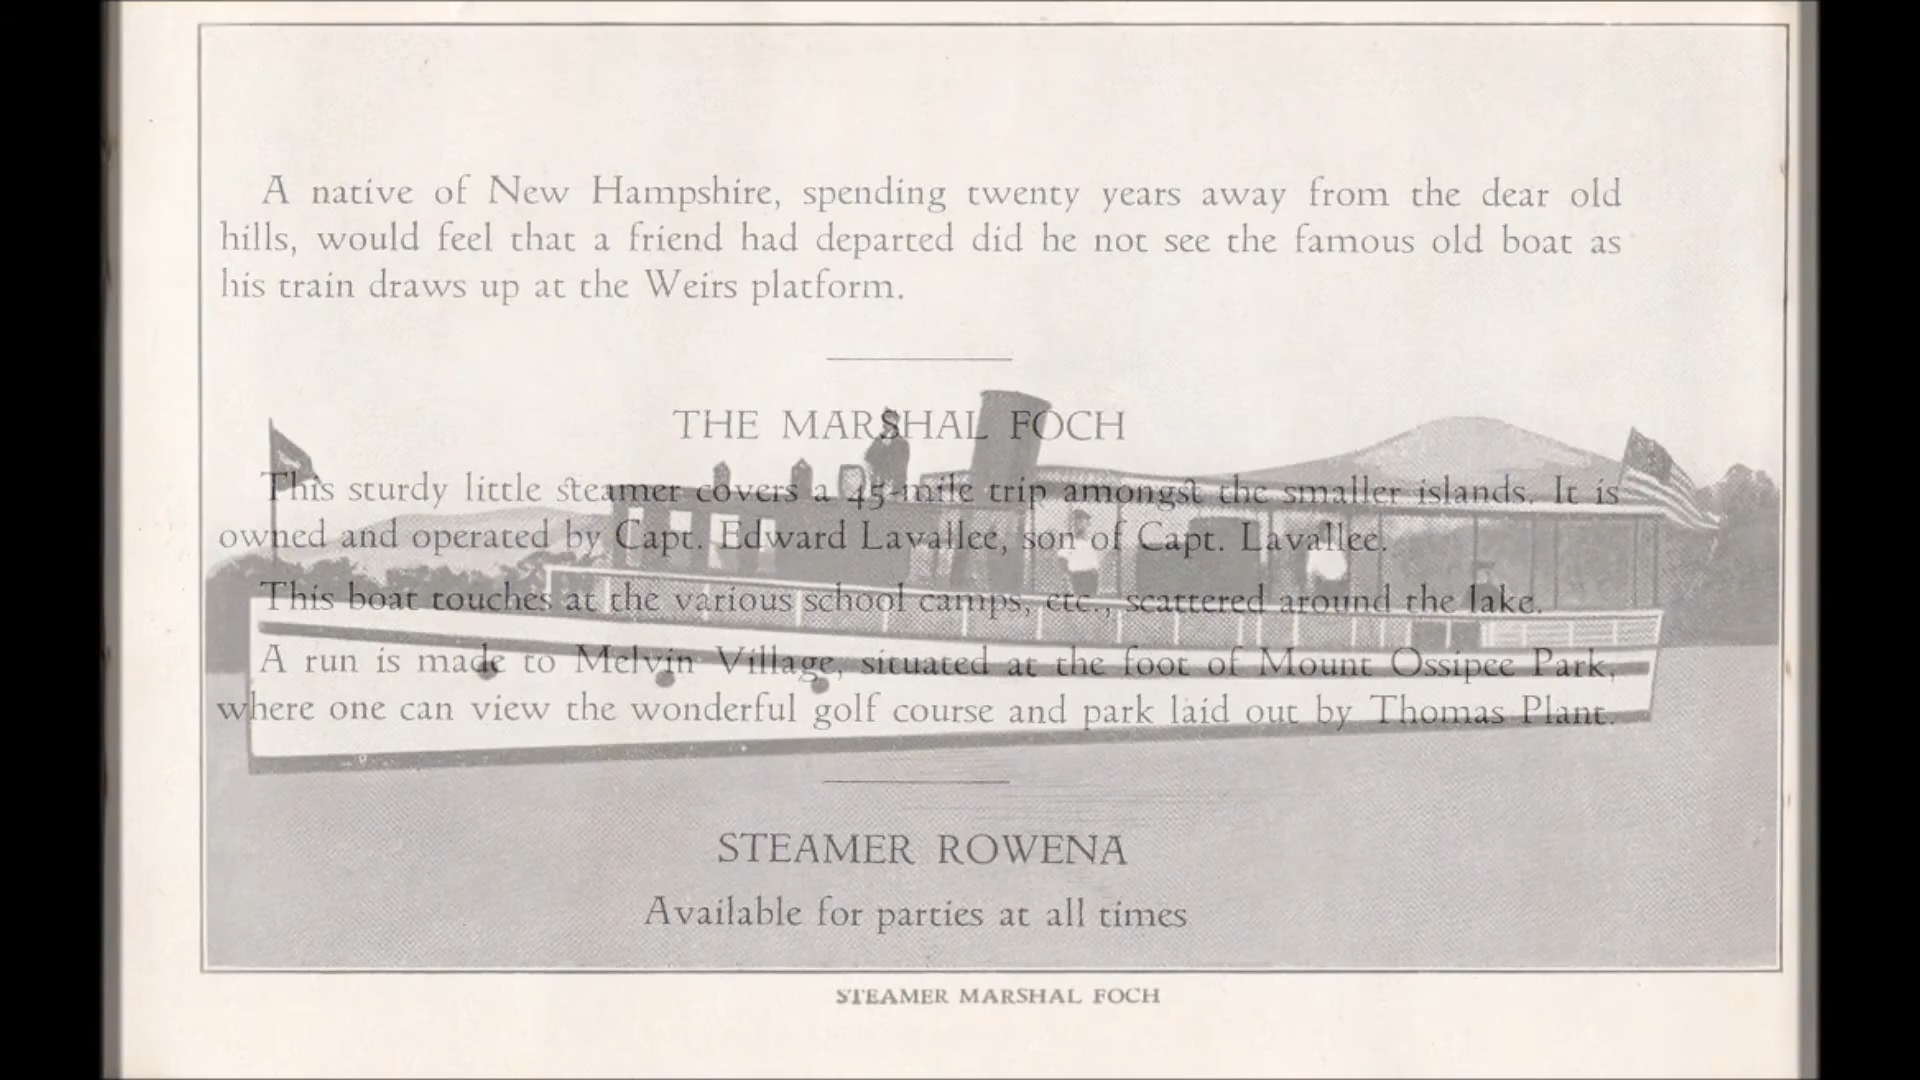 A native of New Hampshire, spending twenty years away from the dear old
hills, would feel that a friend had departed did he not see the famous old boat as
his train draws up at the Weirs platform.
THE MARSHAL FOCH
This sturdy little steamer covers a 45-mile trip amongst the smaller islands. It is
owned and operated by Capt. Edward Lavallee, son of Capt. Lavallee.
This boat touches at the various school camps, etc., scattered around the lake.
A run is made to Melvin Village, situated at the foot of Mount Ossipee Park,
where one can view the wonderful golf course and park laid out by Thomas Plant.
STEAMER ROWENA
Available for parties at all times
STEAMER MARSHAL FOCH